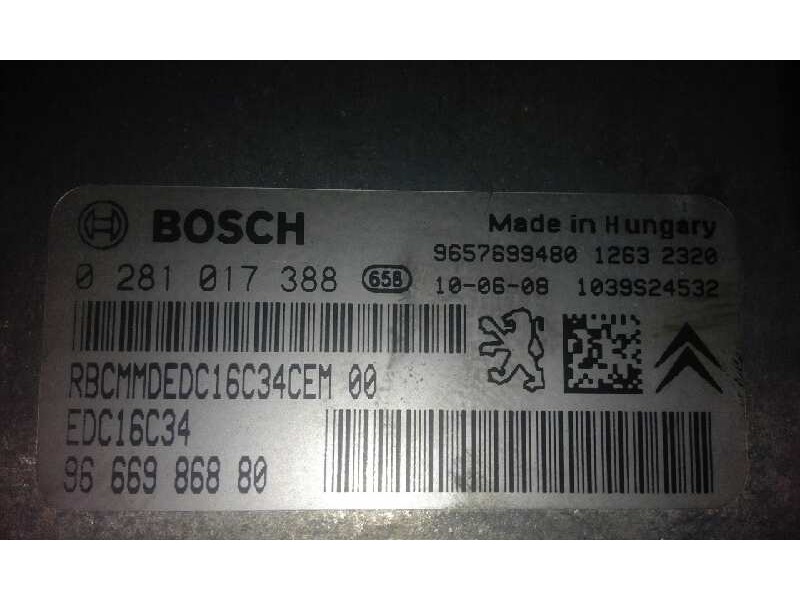 BOSCH
Made in Hungary
9657699480 1263 2320
0 281 017 388 65B
10-06-08 1039S24532
RBCMMDEDC16C34CEM 00
EDC16C34
96 669 868 80